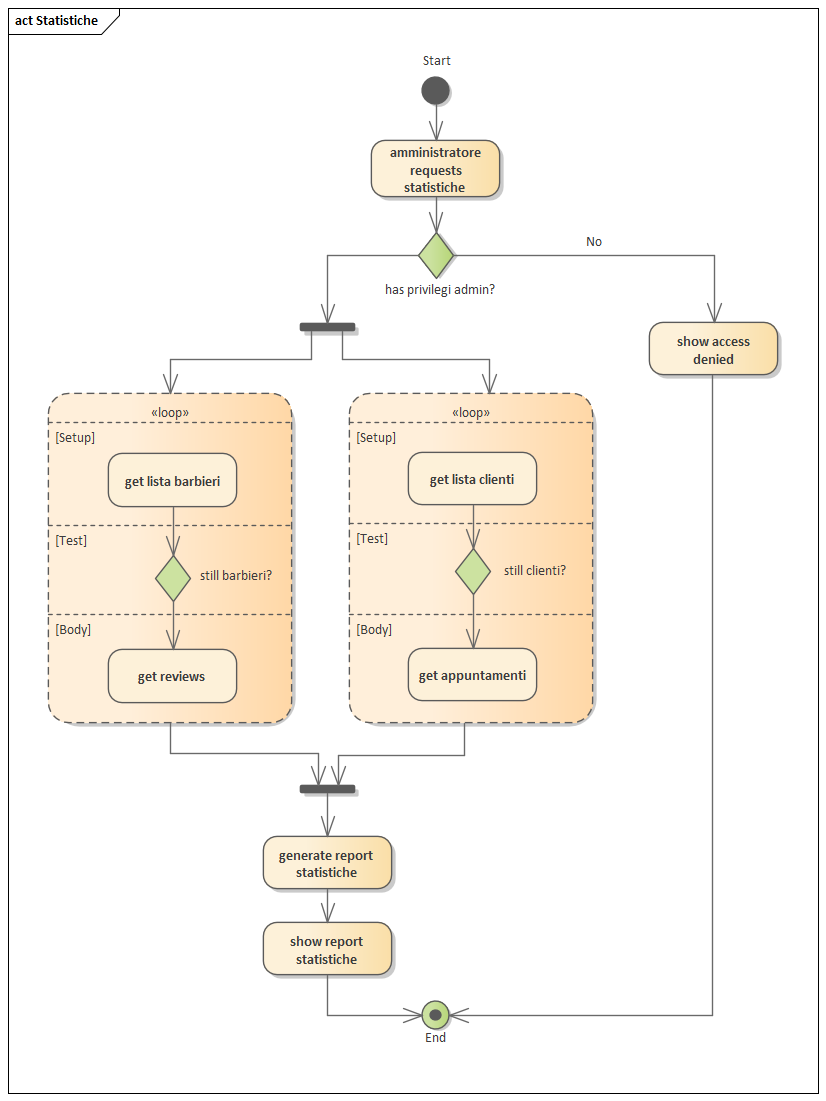 act Statistiche
Start
amministratore
requests
statistiche
No
has privilegi admin?
show access
denied
«loop»
[Setup]
get lista barbieri
[Test]
still barbieri?
[Body]
get reviews
«loop»
[Setup]
get lista clienti
[Test]
still clienti?
[Body]
get appuntamenti
generate report
statistiche
show report
statistiche
End